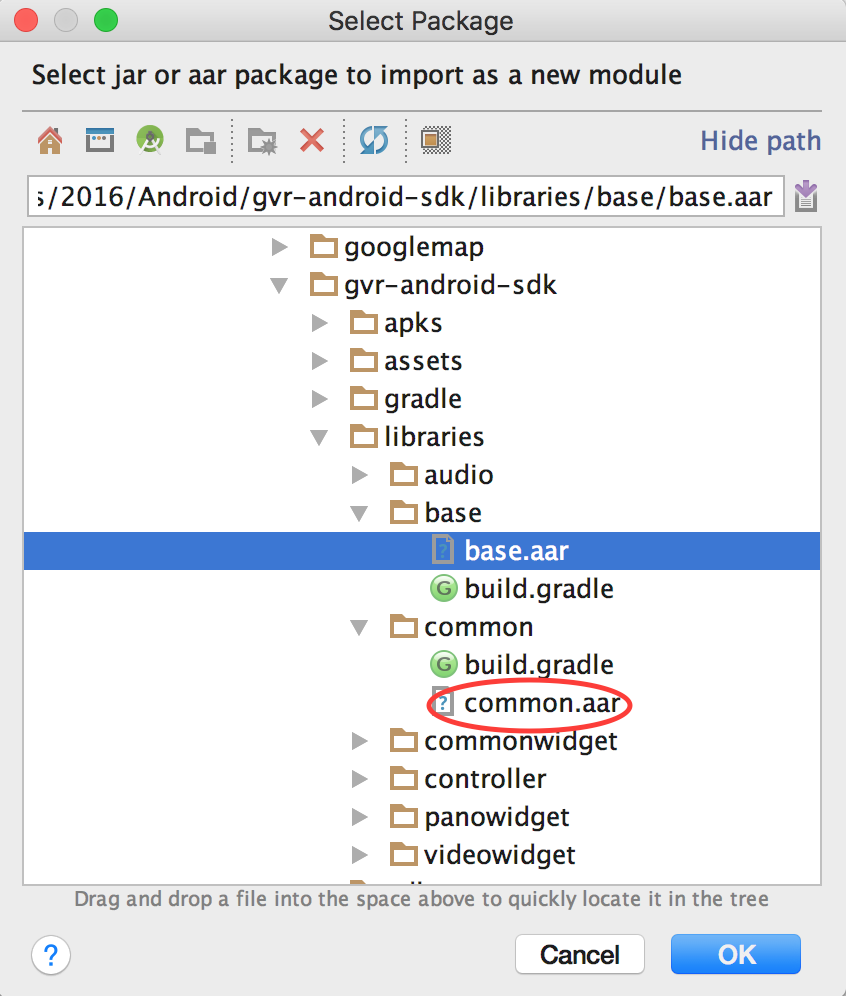 Select Package
Select jar or aar package to import as a new module
Hide path
s/2016/Android/gvr-android-sdk/libraries/base/base.aar
googlemap
gvr-android-sdk
apks
assets
gradle
libraries
audio
base
? base.aar
G build.gradle
common
G build.gradle
? common.aar
commonwidget
controller
panowidget
videowidget
Drag and drop a file into the space above to quickly locate it in the tree
? Cancel OK